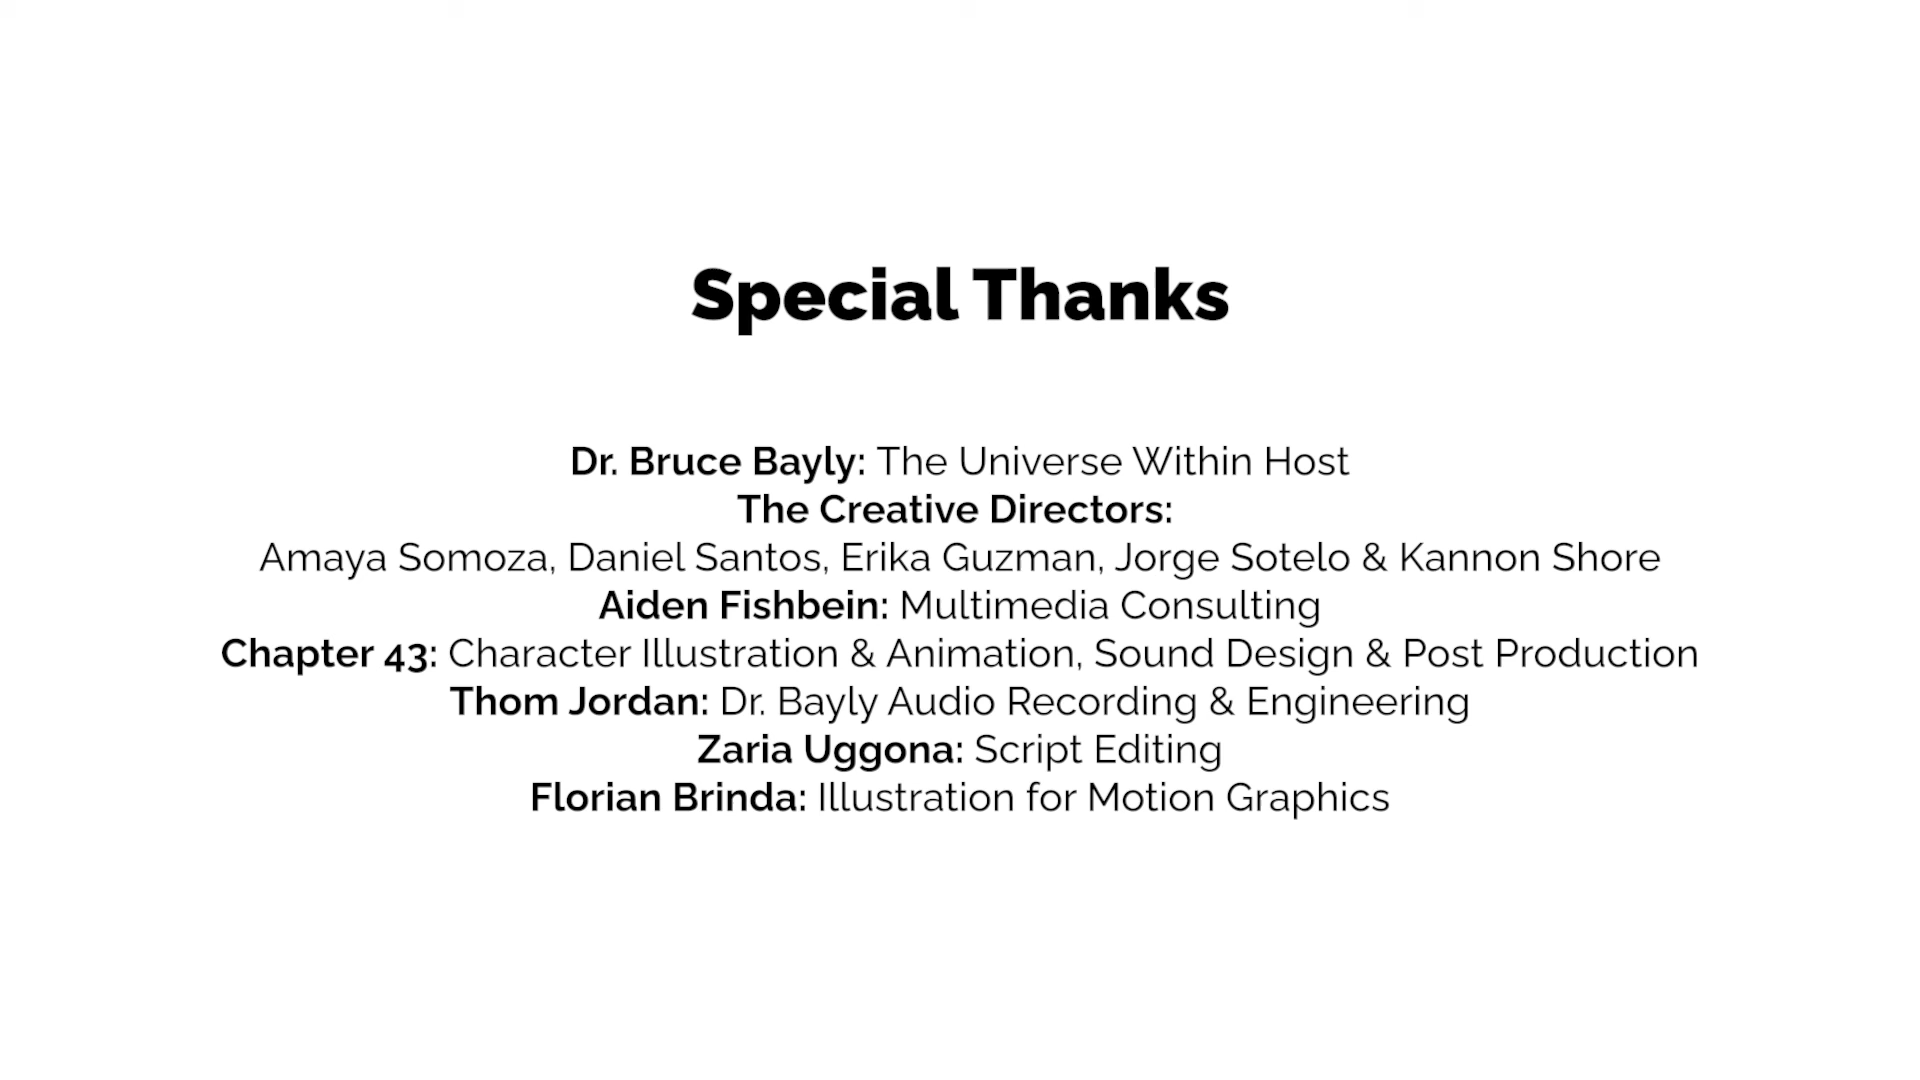 Special Thanks
Dr. Bruce Bayly: The Universe Within Host
The Creative Directors:
Amaya Somoza, Daniel Santos, Erika Guzman, Jorge Sotelo & Kannon Shore
Aiden Fishbein: Multimedia Consulting
Chapter 43: Character Illustration & Animation, Sound Design & Post Production
Thom Jordan: Dr. Bayly Audio Recording & Engineering
Zaria Uggona: Script Editing
Florian Brinda: Illustration for Motion Graphics